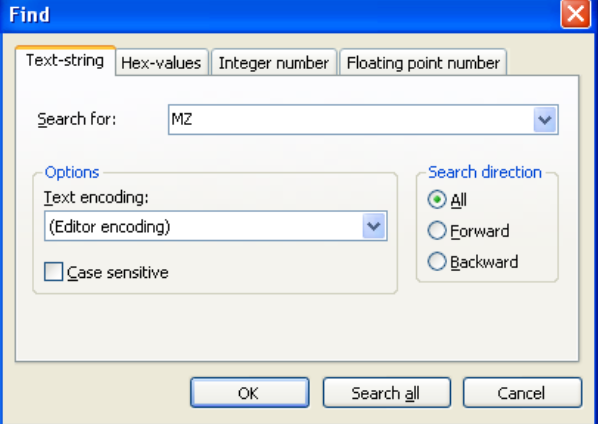 Find
Text-string Hex-values Integer number Floating point number
Search for: MZ
Options
Text encoding:
(Editor encoding)
Case sensitive
Search direction
All
Forward
Backward
OK Search all Cancel